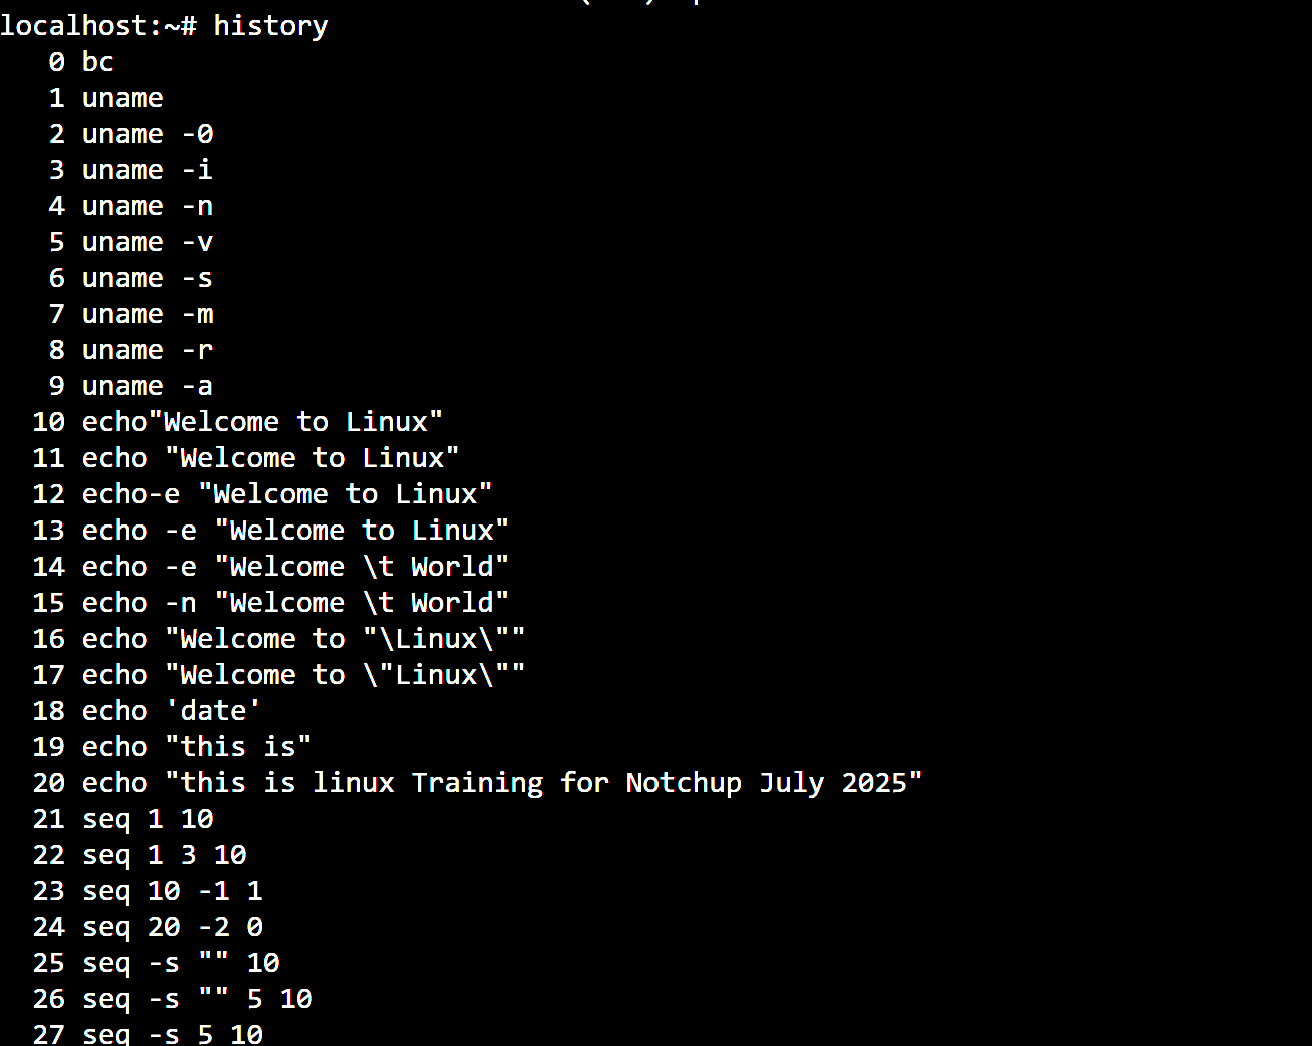 localhost:~# history
0 bc
1 uname
2 uname -0
3 uname -i
4 uname -n
5 uname -v
6 uname -s
7 uname -m
8 uname -r
9 uname -a
10 echo"Welcome to Linux"
11 echo "Welcome to Linux"
12 echo-e "Welcome to Linux"
13 echo -e "Welcome to Linux"
14 echo -e "Welcome \t World"
15 echo -n "Welcome \t World"
16 echo "Welcome to "\Linux\""
17 echo "Welcome to \"Linux\""
18 echo 'date'
19 echo "this is"
20 echo "this is linux Training for Notchup July 2025"
21 seq 1 10
22 seq 1 3 10
23 seq 10 -1 1
24 seq 20 -2 0
25 seq -s "" 10
26 seq -s "" 5 10
27 seq -s 5 10